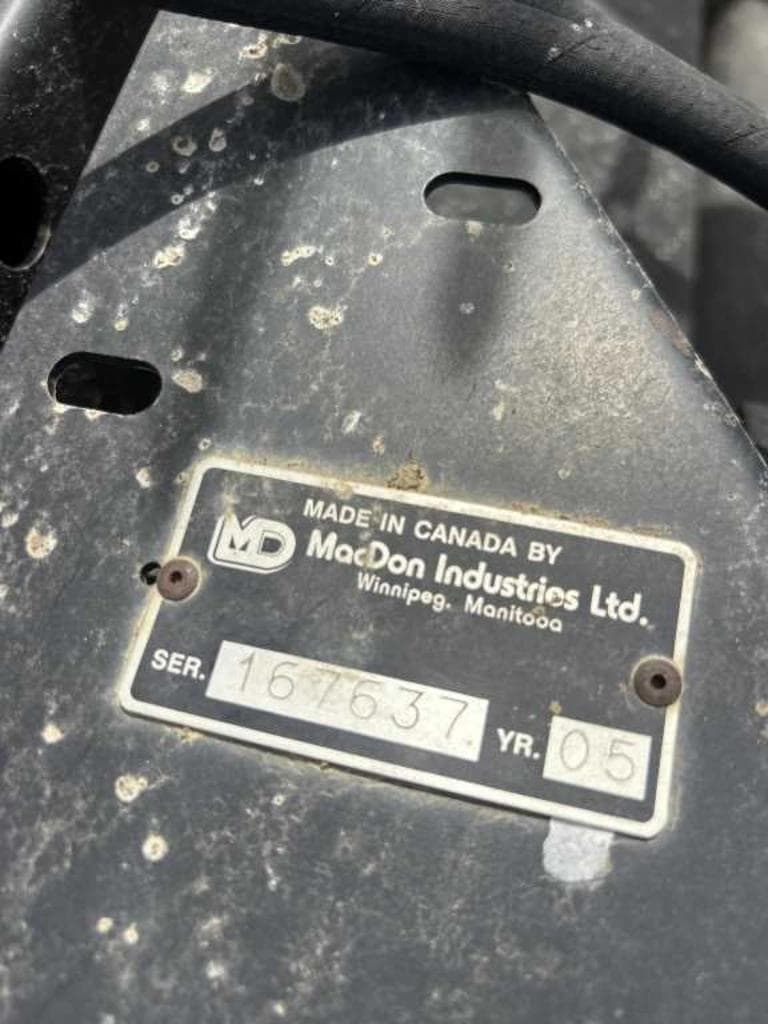 MADE IN CANADA BY
MD MacDon Industries Ltd.
Winnipeg, Manitoba
SER. 167637 YR. 05